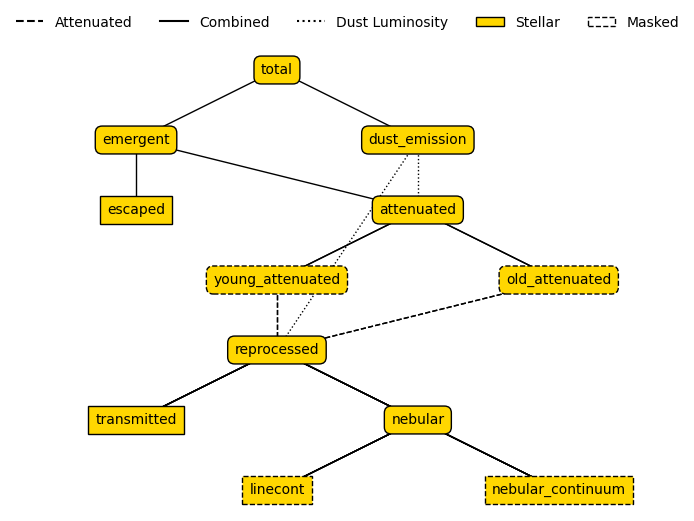 Attenuated Combined Dust Luminosity Stellar Masked
total
emergent dust_emission
escaped attenuated
young_attenuated old_attenuated
reprocessed
transmitted nebular
linecont nebular_continuum